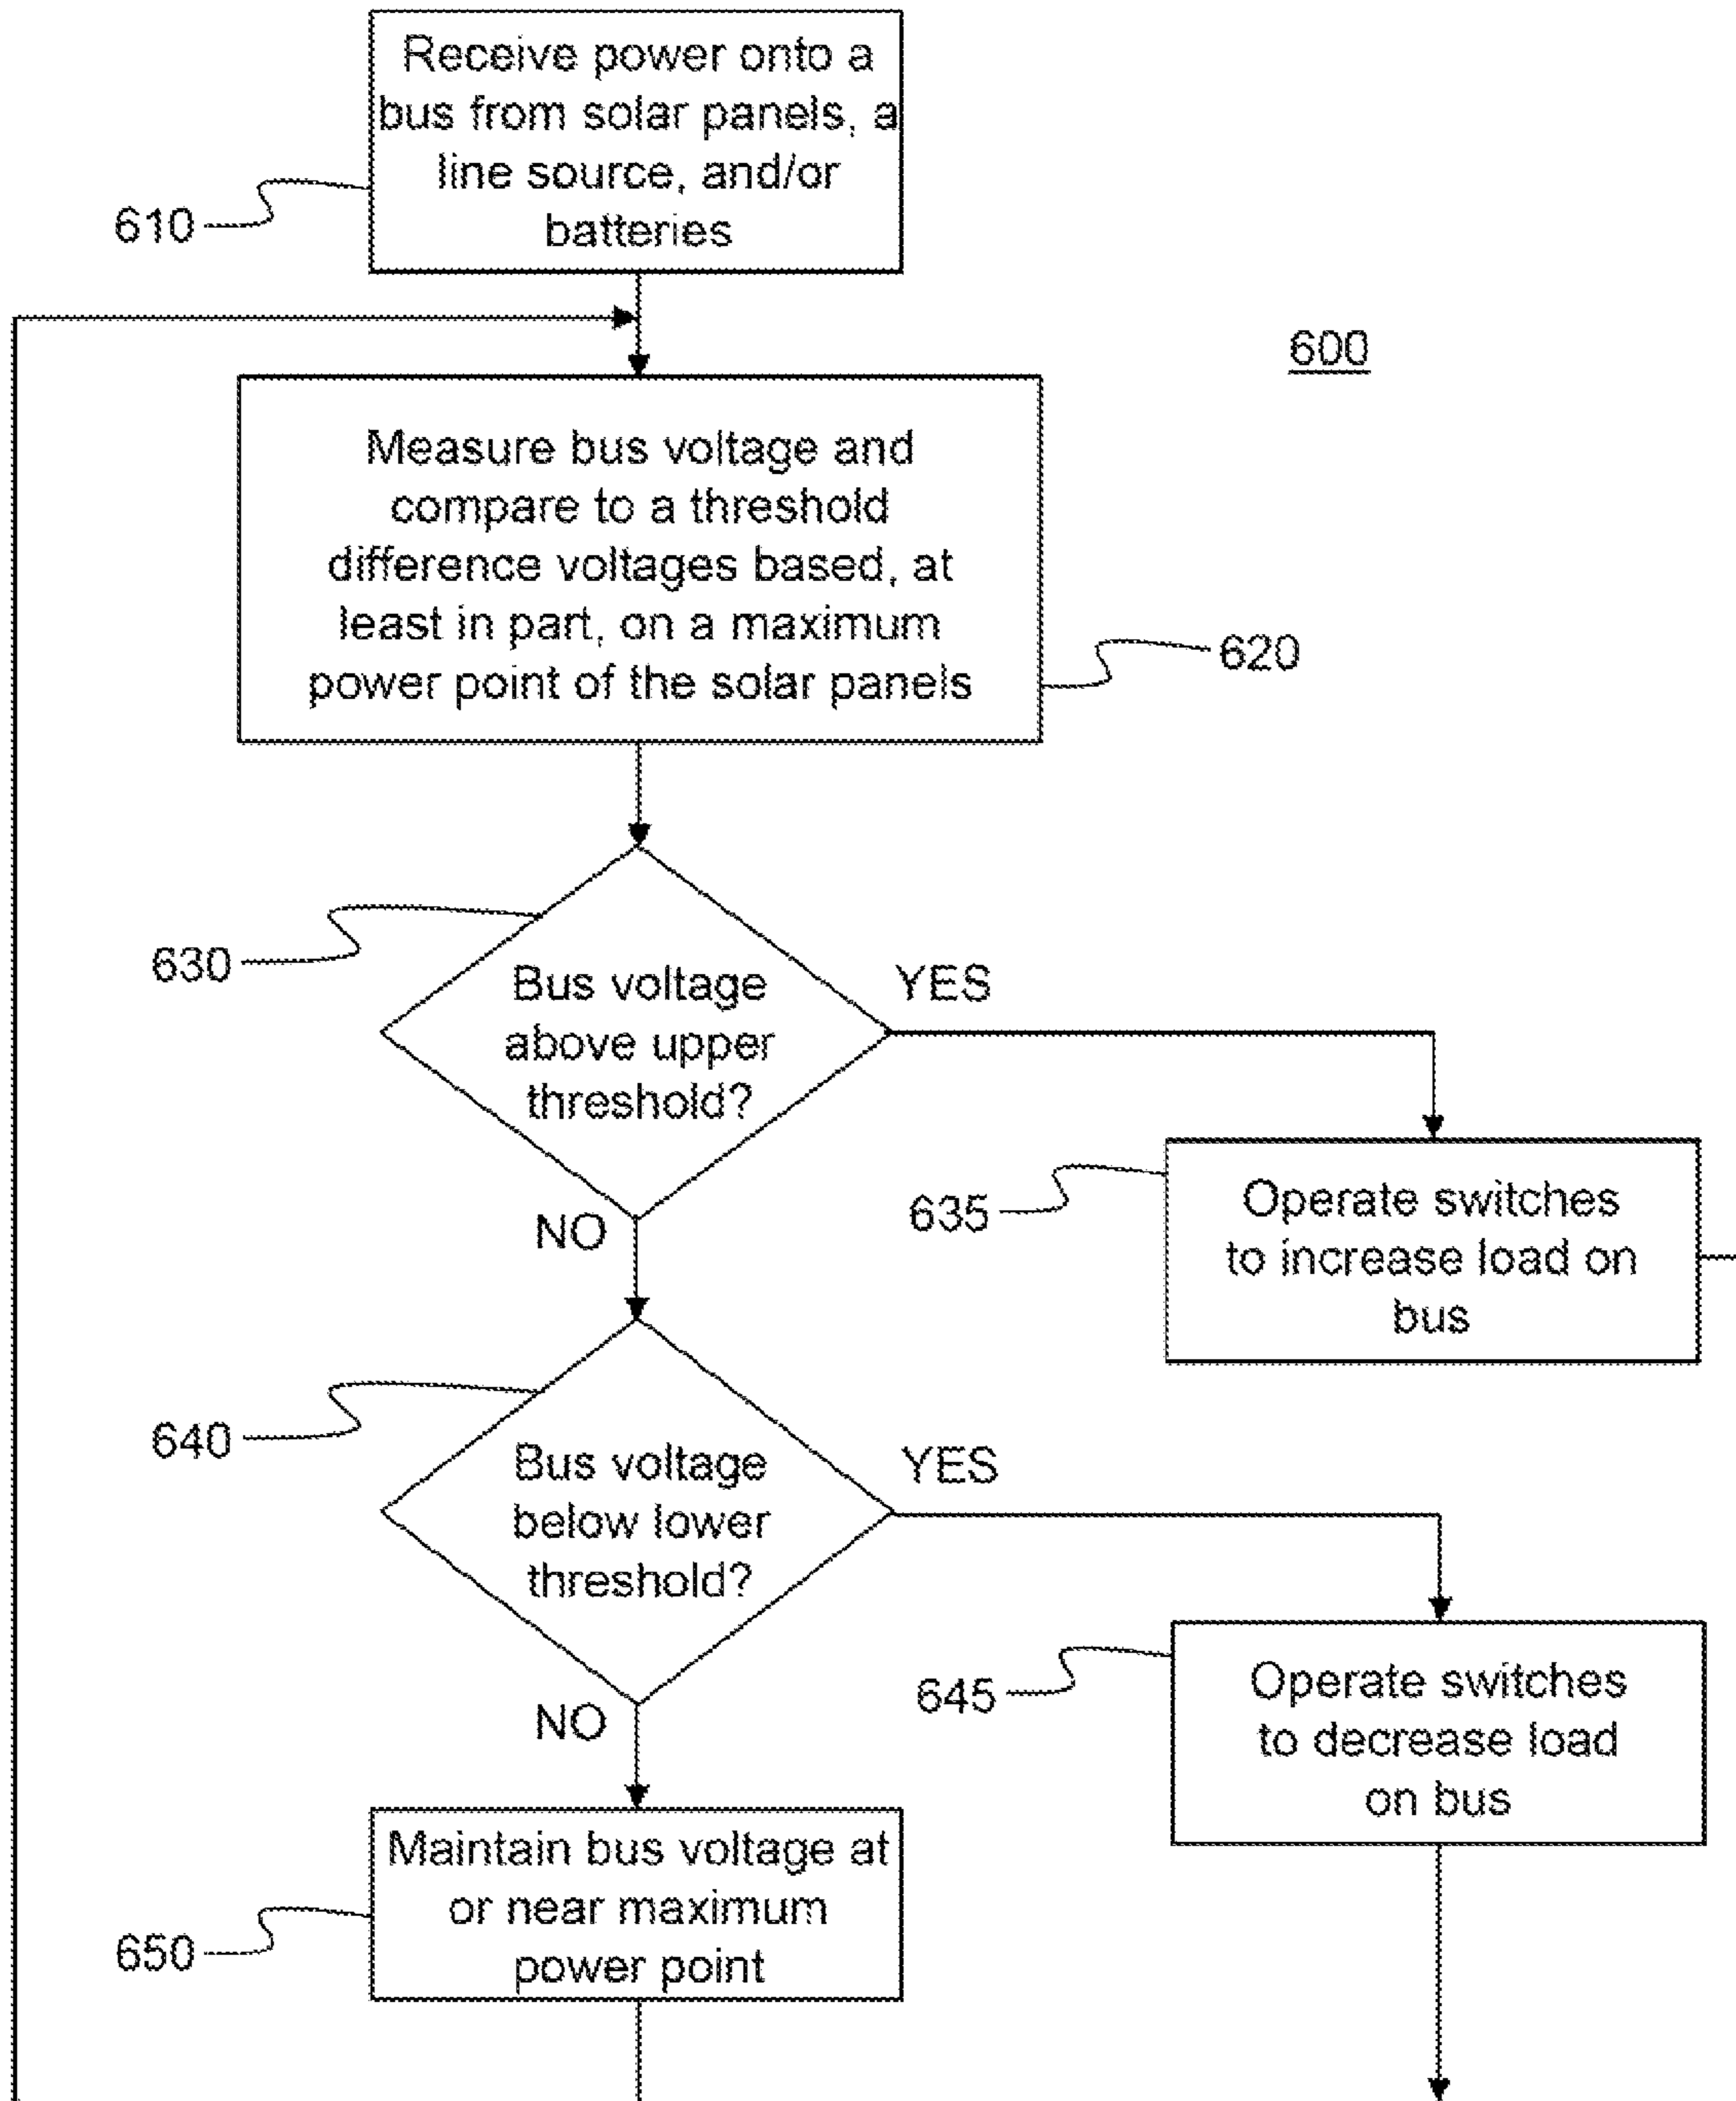 Receive power onto a
bus from solar panels, a
line source, and/or
batteries
610
600
Measure bus voltage and
compare to a threshold
difference voltages based, at
least in part, on a maximum
power point of the solar panels
620
630
Bus voltage
above upper
threshold?
YES
NO
635
Operate switches
to increase load on
bus
640
Bus voltage
below lower
threshold?
YES
NO
645
Operate switches
to decrease load
on bus
Maintain bus voltage at
or near maximum
power point
650